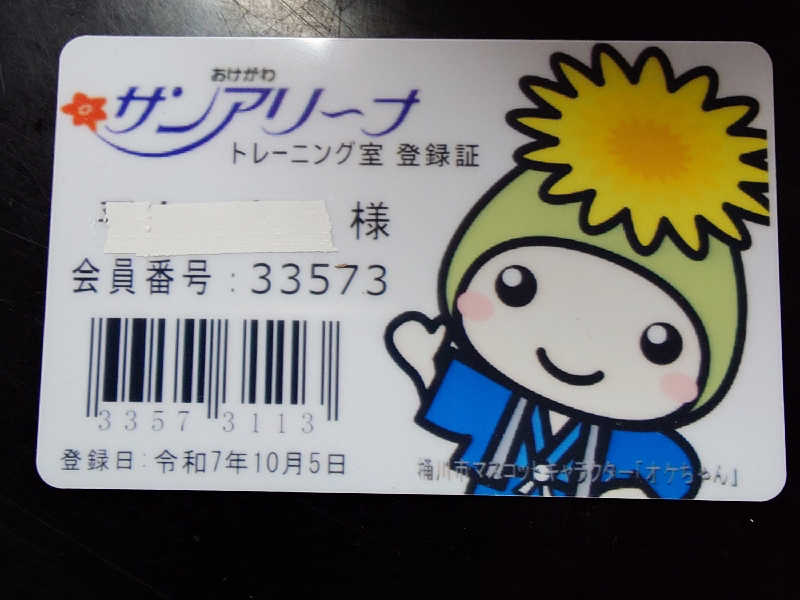 おけがわ
サンアリーナ
トレーニング室 登録証
様
会員番号：33573
3357 3113
登録日：令和7年10月5日
桶川市マスコットキャラクター「オケちゃん」